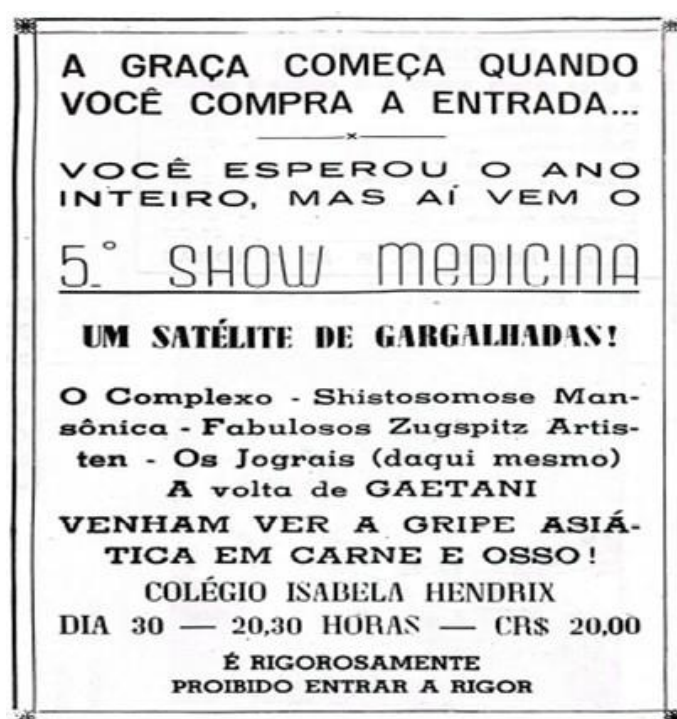 A GRAÇA COMEÇA QUANDO
VOCÊ COMPRA A ENTRADA...
VOCÊ ESPEROU O ANO
INTEIRO, MAS AÍ VEM O
5.° SHOW MEDICINA
UM SATÉLITE DE GARGALHADAS!
O Complexo - Shistosomose Man-
sônica - Fabulosos Zugspitz Artis-
ten - Os Jograis (daqui mesmo)
A volta de GAETANI
VENHAM VER A GRIPE ASIÁ-
TICA EM CARNE E OSSO!
COLÉGIO ISABELA HENDRIX
DIA 30 — 20,30 HORAS — CR$ 20,00
É RIGOROSAMENTE
PROIBIDO ENTRAR A RIGOR